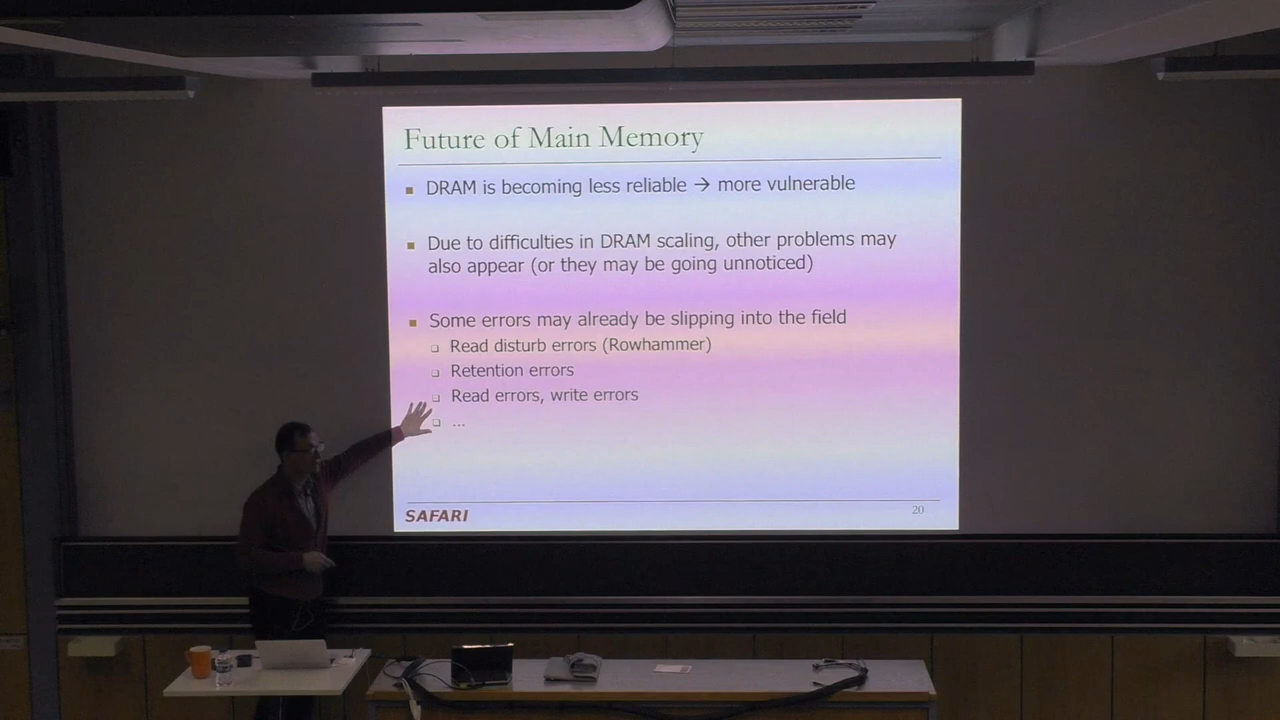 Future of Main Memory
DRAM is becoming less reliable → more vulnerable
Due to difficulties in DRAM scaling, other problems may
also appear (or they may be going unnoticed)
Some errors may already be slipping into the field
Read disturb errors (Rowhammer)
Retention errors
Read errors, write errors
...
SAFARI
20